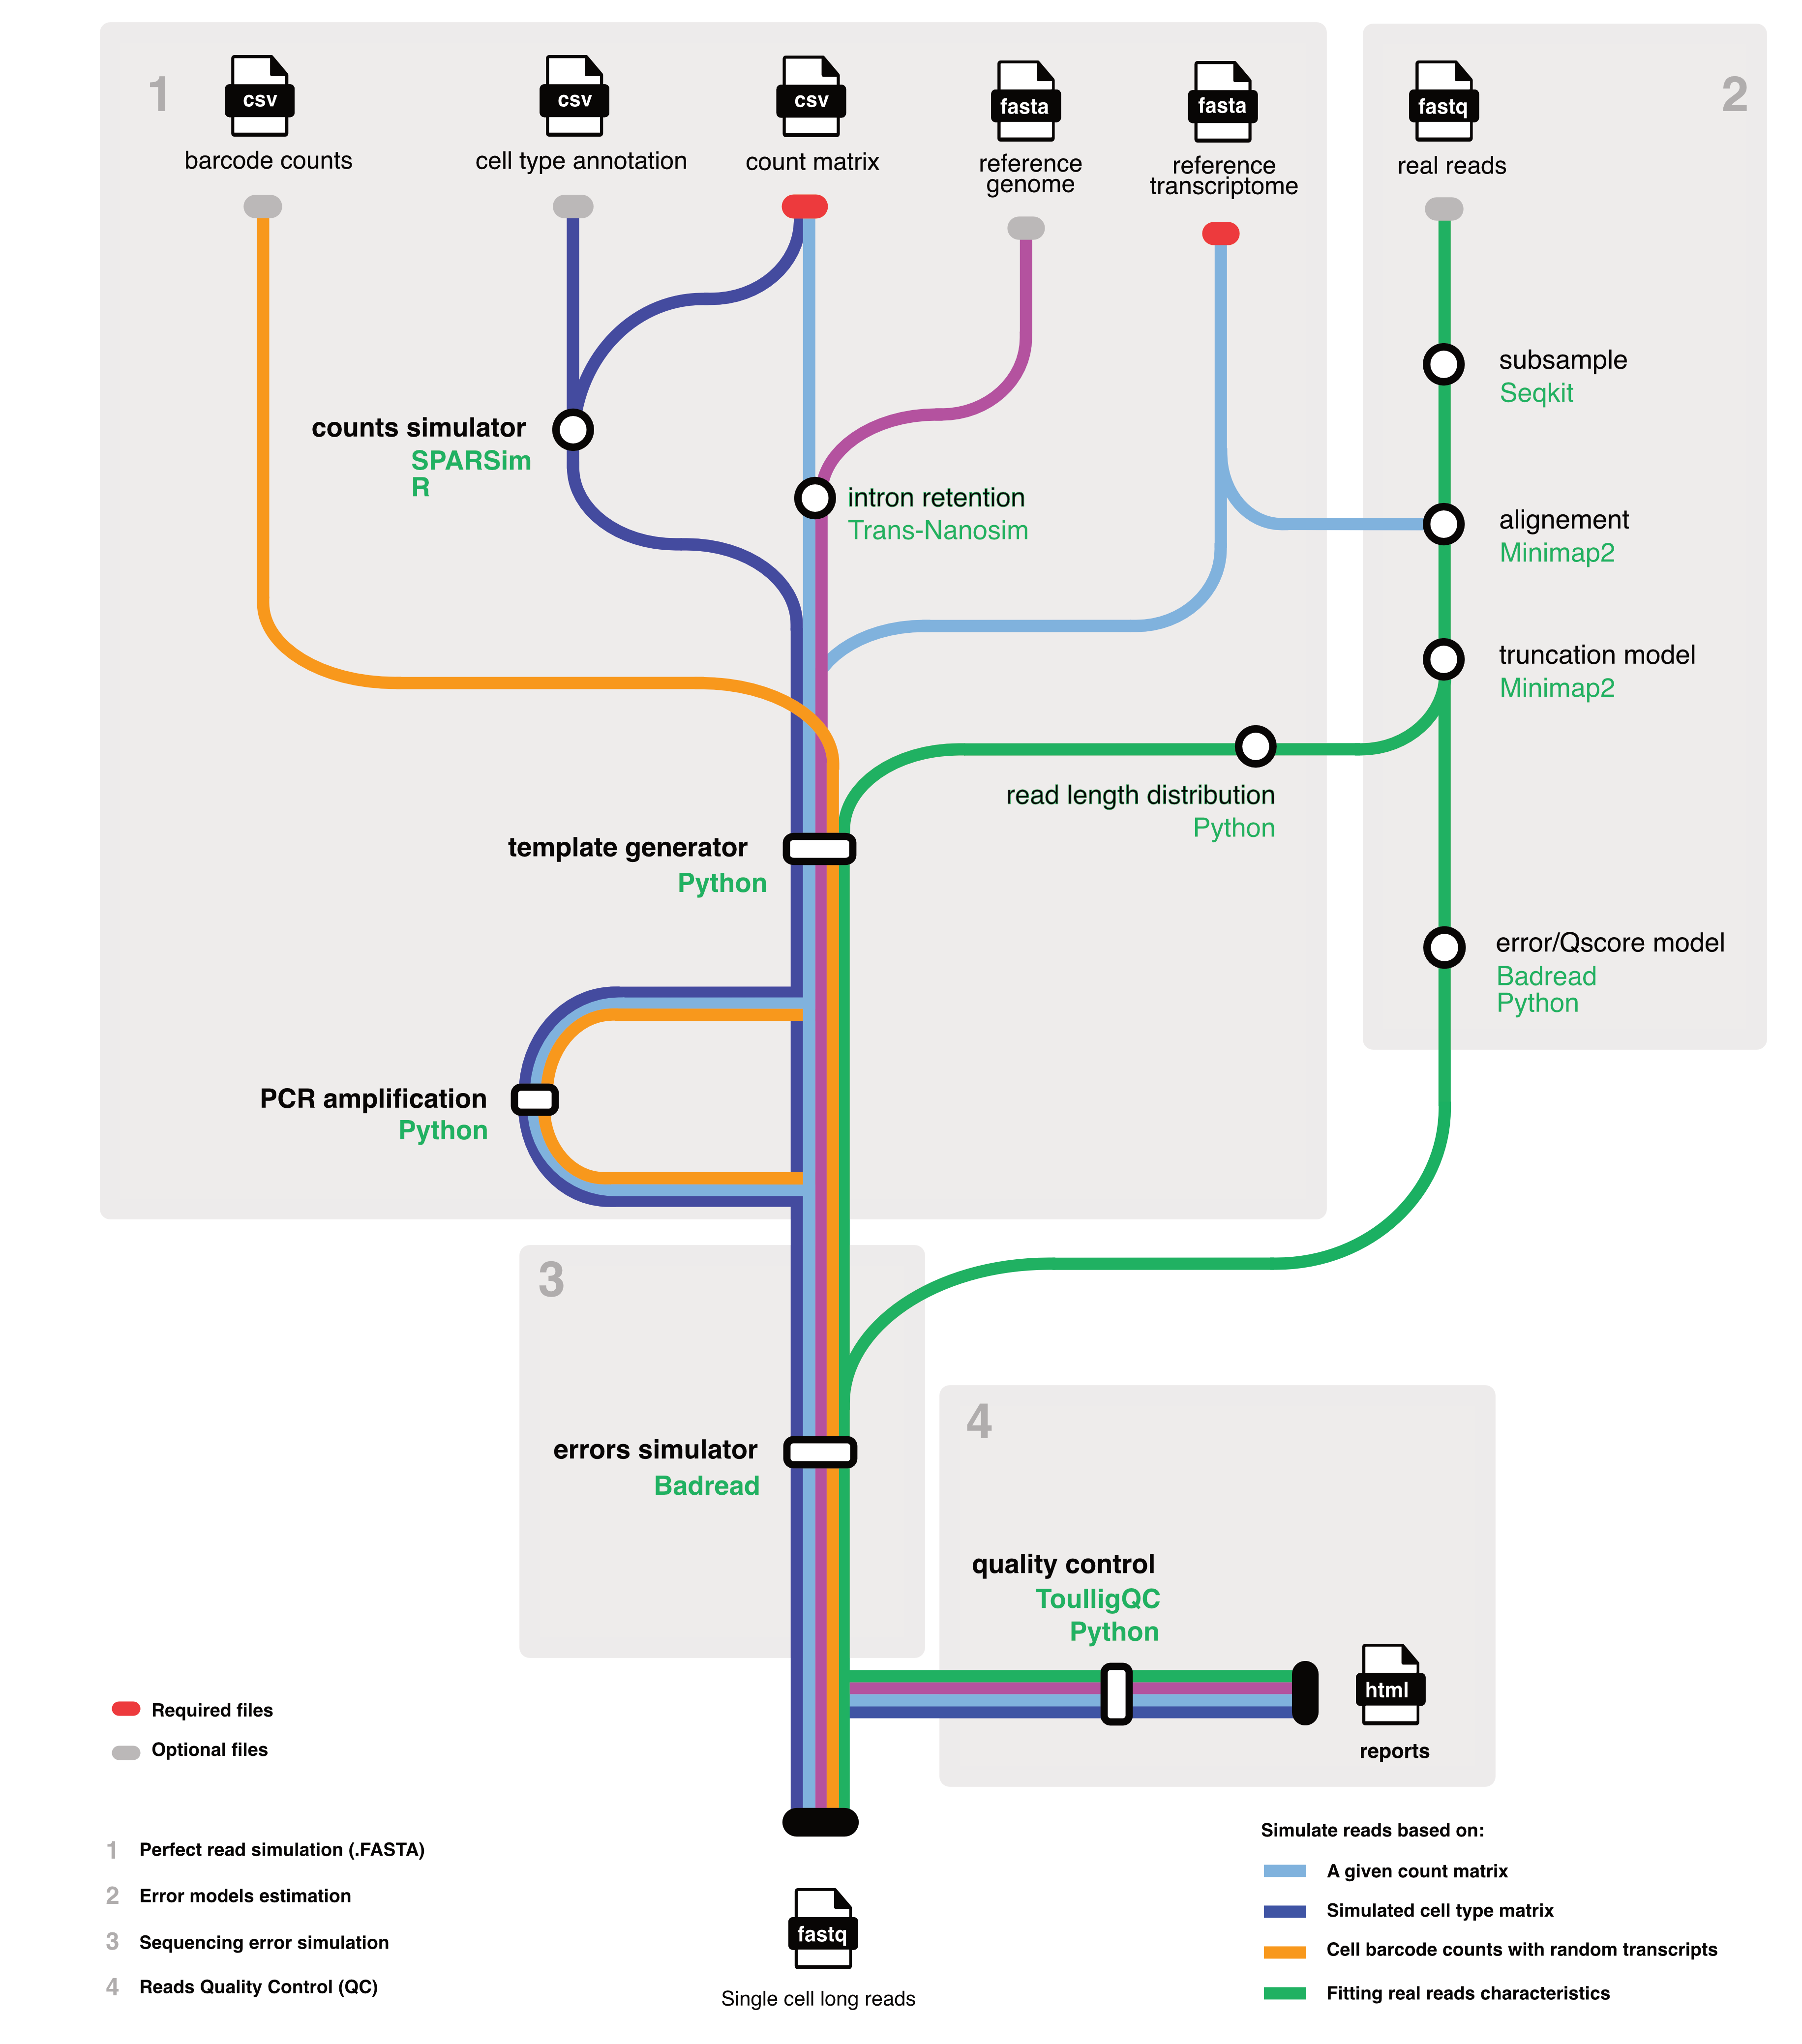 1
2
csv
csv
csv
fasta
fasta
fastq
barcode counts
cell type annotation
count matrix
reference
genome
reference
transcriptome
real reads
subsample
Seqkit
counts simulator
SPARSim
R
intron retention
Trans-Nanosim
alignement
Minimap2
truncation model
Minimap2
read length distribution
Python
template generator
Python
error/Qscore model
Badread
Python
PCR amplification
Python
3
errors simulator
Badread
4
quality control
ToulligQC
Python
html
reports
Required files
Optional files
1 Perfect read simulation (.FASTA)
2 Error models estimation
3 Sequencing error simulation
4 Reads Quality Control (QC)
fastq
Single cell long reads
Simulate reads based on:
A given count matrix
Simulated cell type matrix
Cell barcode counts with random transcripts
Fitting real reads characteristics